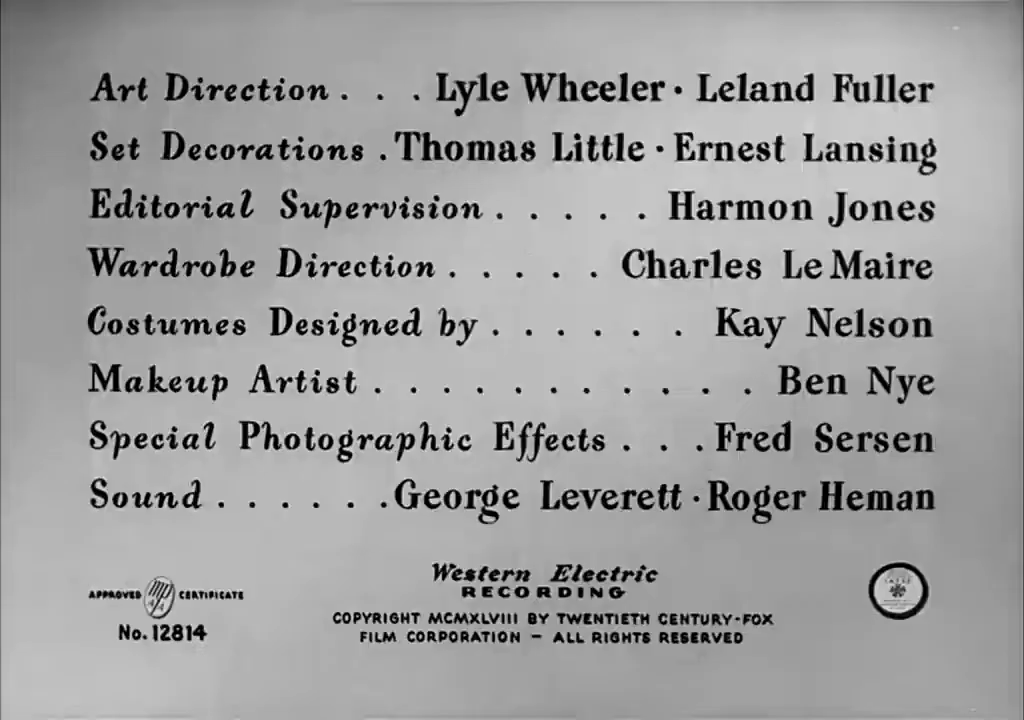 Art Direction . . . Lyle Wheeler · Leland Fuller
Set Decorations . Thomas Little · Ernest Lansing
Editorial Supervision . . . . . Harmon Jones
Wardrobe Direction . . . . . Charles Le Maire
Costumes Designed by . . . . . . Kay Nelson
Makeup Artist . . . . . . . . . . . . Ben Nye
Special Photographic Effects . . . Fred Sersen
Sound . . . . . . George Leverett · Roger Heman
Western Electric
RECORDING
APPROVED CERTIFICATE
No. 12814
COPYRIGHT MCMXLVIII BY TWENTIETH CENTURY-FOX
FILM CORPORATION – ALL RIGHTS RESERVED